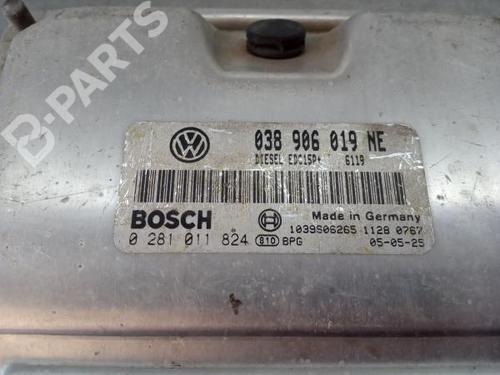 B-PARTS
038 906 019 NE
DIESEL EDC15P+ 6119
BOSCH
Made in Germany
1039S06265 1128 0767
0 281 011 824 810 BPG 05-05-25